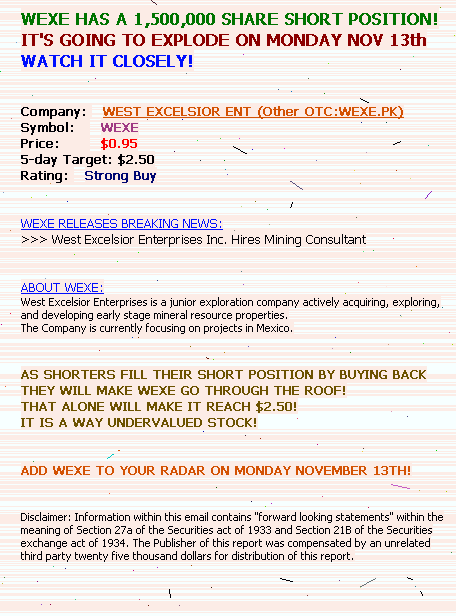 WEXE HAS A 1,500,000 SHARE SHORT POSITION!
IT'S GOING TO EXPLODE ON MONDAY NOV 13th
WATCH IT CLOSELY!
Company: WEST EXCELSIOR ENT (Other OTC:WEXE.PK)
Symbol: WEXE
Price: $0.95
5-day Target: $2.50
Rating: Strong Buy
WEXE RELEASES BREAKING NEWS:
>>> West Excelsior Enterprises Inc. Hires Mining Consultant
ABOUT WEXE:
West Excelsior Enterprises is a junior exploration company actively acquiring, exploring,
and developing early stage mineral resource properties.
The Company is currently focusing on projects in Mexico.
AS SHORTERS FILL THEIR SHORT POSITION BY BUYING BACK
THEY WILL MAKE WEXE GO THROUGH THE ROOF!
THAT ALONE WILL MAKE IT REACH $2.50!
IT IS A WAY UNDERVALUED STOCK!
ADD WEXE TO YOUR RADAR ON MONDAY NOVEMBER 13TH!
Disclaimer: Information within this email contains "forward looking statements" within the
meaning of Section 27a of the Securities act of 1933 and Section 21B of the Securities
exchange act of 1934. The Publisher of this report was compensated by an unrelated
third party twenty five thousand dollars for distribution of this report.